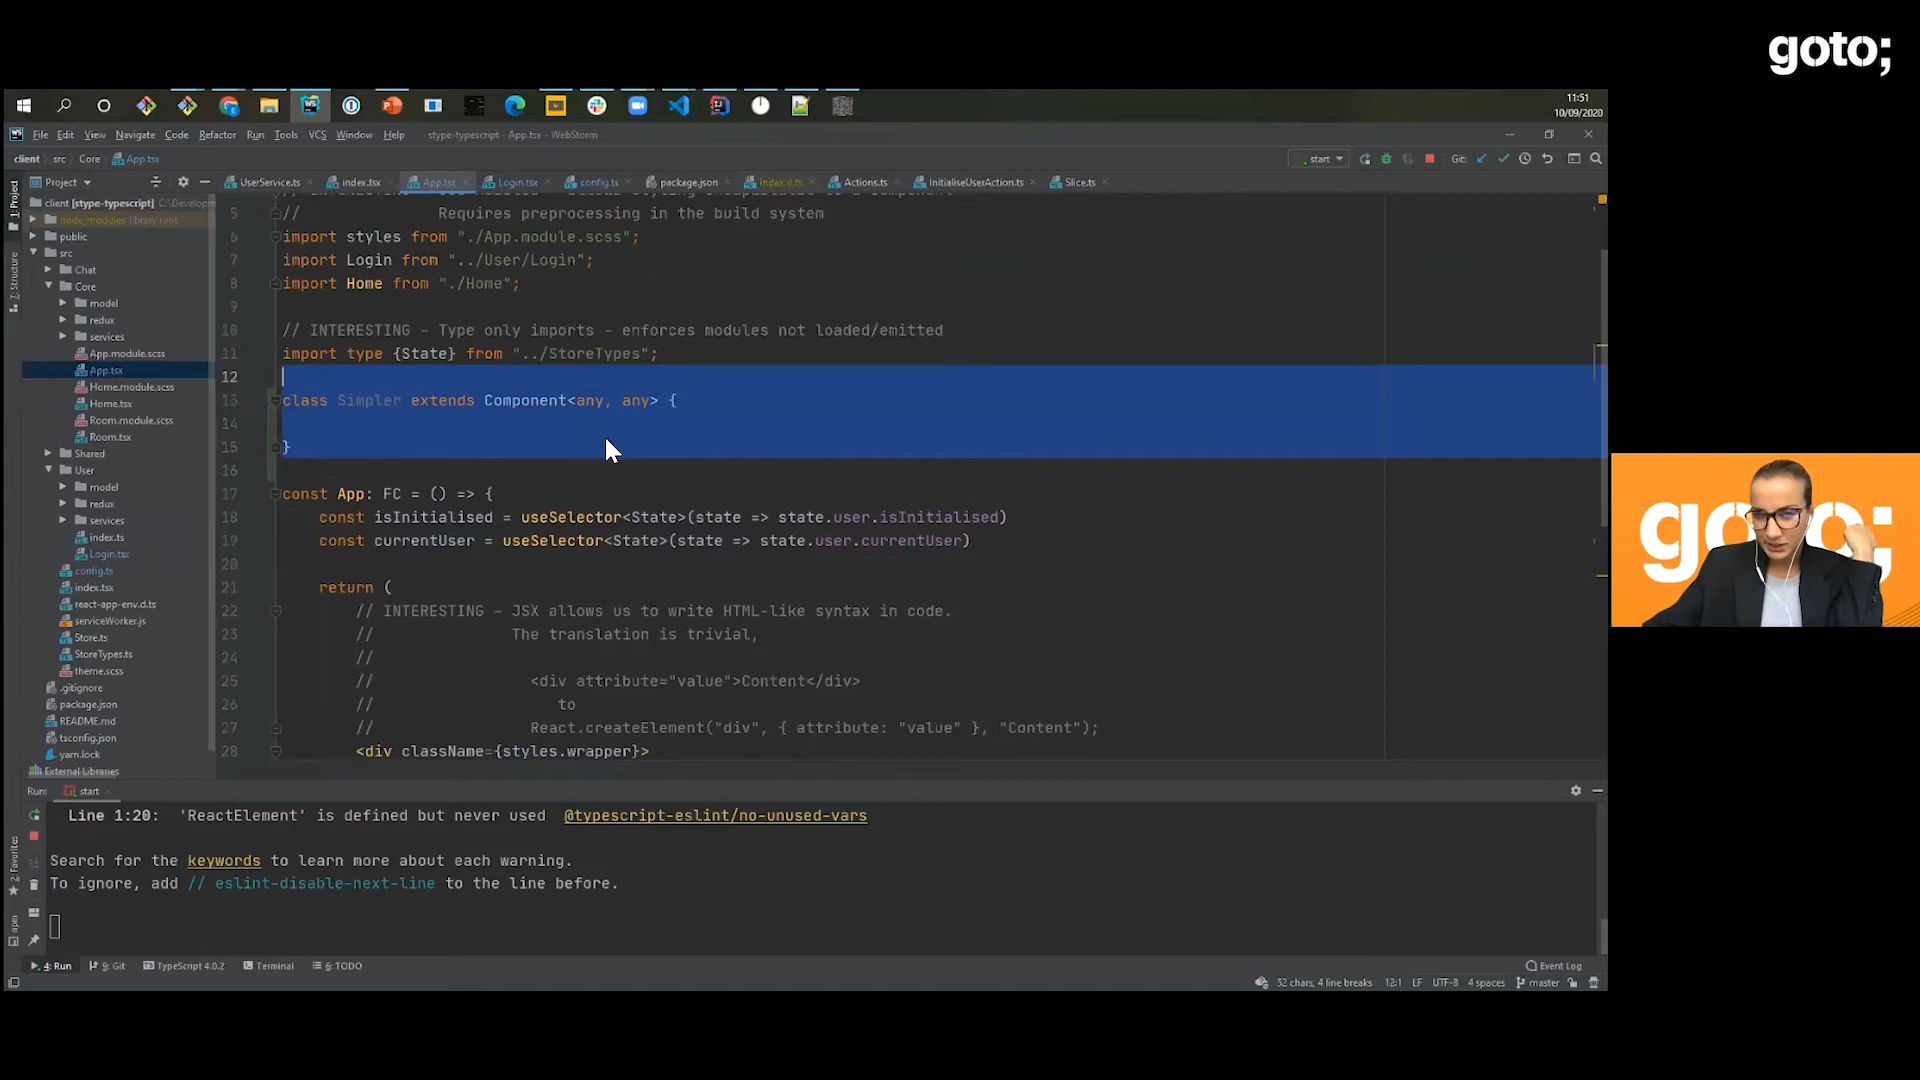 goto;
11:51
10/09/2020
File Edit View Navigate Code Refactor Run Tools VCS Window Help stype-typescript - App.tsx - WebStorm
client src Core App.tsx
start
Git:
Project
UserService.ts index.tsx App.tsx Login.tsx config.ts package.json index.d.ts Actions.ts InitialiseUserAction.ts Slice.ts
1: Project
7: Structure
2: Favorites
npm
client [stype-typescript]
node_modules library root
public
src
Chat
Core
model
redux
services
App.module.scss
App.tsx
Home.module.scss
Home.tsx
Room.module.scss
Room.tsx
Shared
User
model
redux
services
index.ts
Login.tsx
config.ts
index.tsx
react-app-env.d.ts
serviceWorker.js
Store.ts
StoreTypes.ts
theme.scss
.gitignore
package.json
README.md
tsconfig.json
yarn.lock
External Libraries
5 // Requires preprocessing in the build system
6 import styles from "./App.module.scss";
7 import Login from "../User/Login";
8 import Home from "./Home";
9
10 // INTERESTING - Type only imports - enforces modules not loaded/emitted
11 import type {State} from "../StoreTypes";
12
13 class Simpler extends Component<any, any> {
14
15 }
16
17 const App: FC = () => {
18 const isInitialised = useSelector<State>(state => state.user.isInitialised)
19 const currentUser = useSelector<State>(state => state.user.currentUser)
20
21 return (
22 // INTERESTING - JSX allows us to write HTML-like syntax in code.
23 // The translation is trivial,
24 //
25 // <div attribute="value">Content</div>
26 // to
27 // React.createElement("div", { attribute: "value" }, "Content");
28 <div className={styles.wrapper}>
Run: start
Line 1:20: 'ReactElement' is defined but never used @typescript-eslint/no-unused-vars
Search for the keywords to learn more about each warning.
To ignore, add // eslint-disable-next-line to the line before.
4: Run 9: Git TypeScript 4.0.2 Terminal 6: TODO Event Log
52 chars, 4 line breaks 12:1 LF UTF-8 4 spaces master